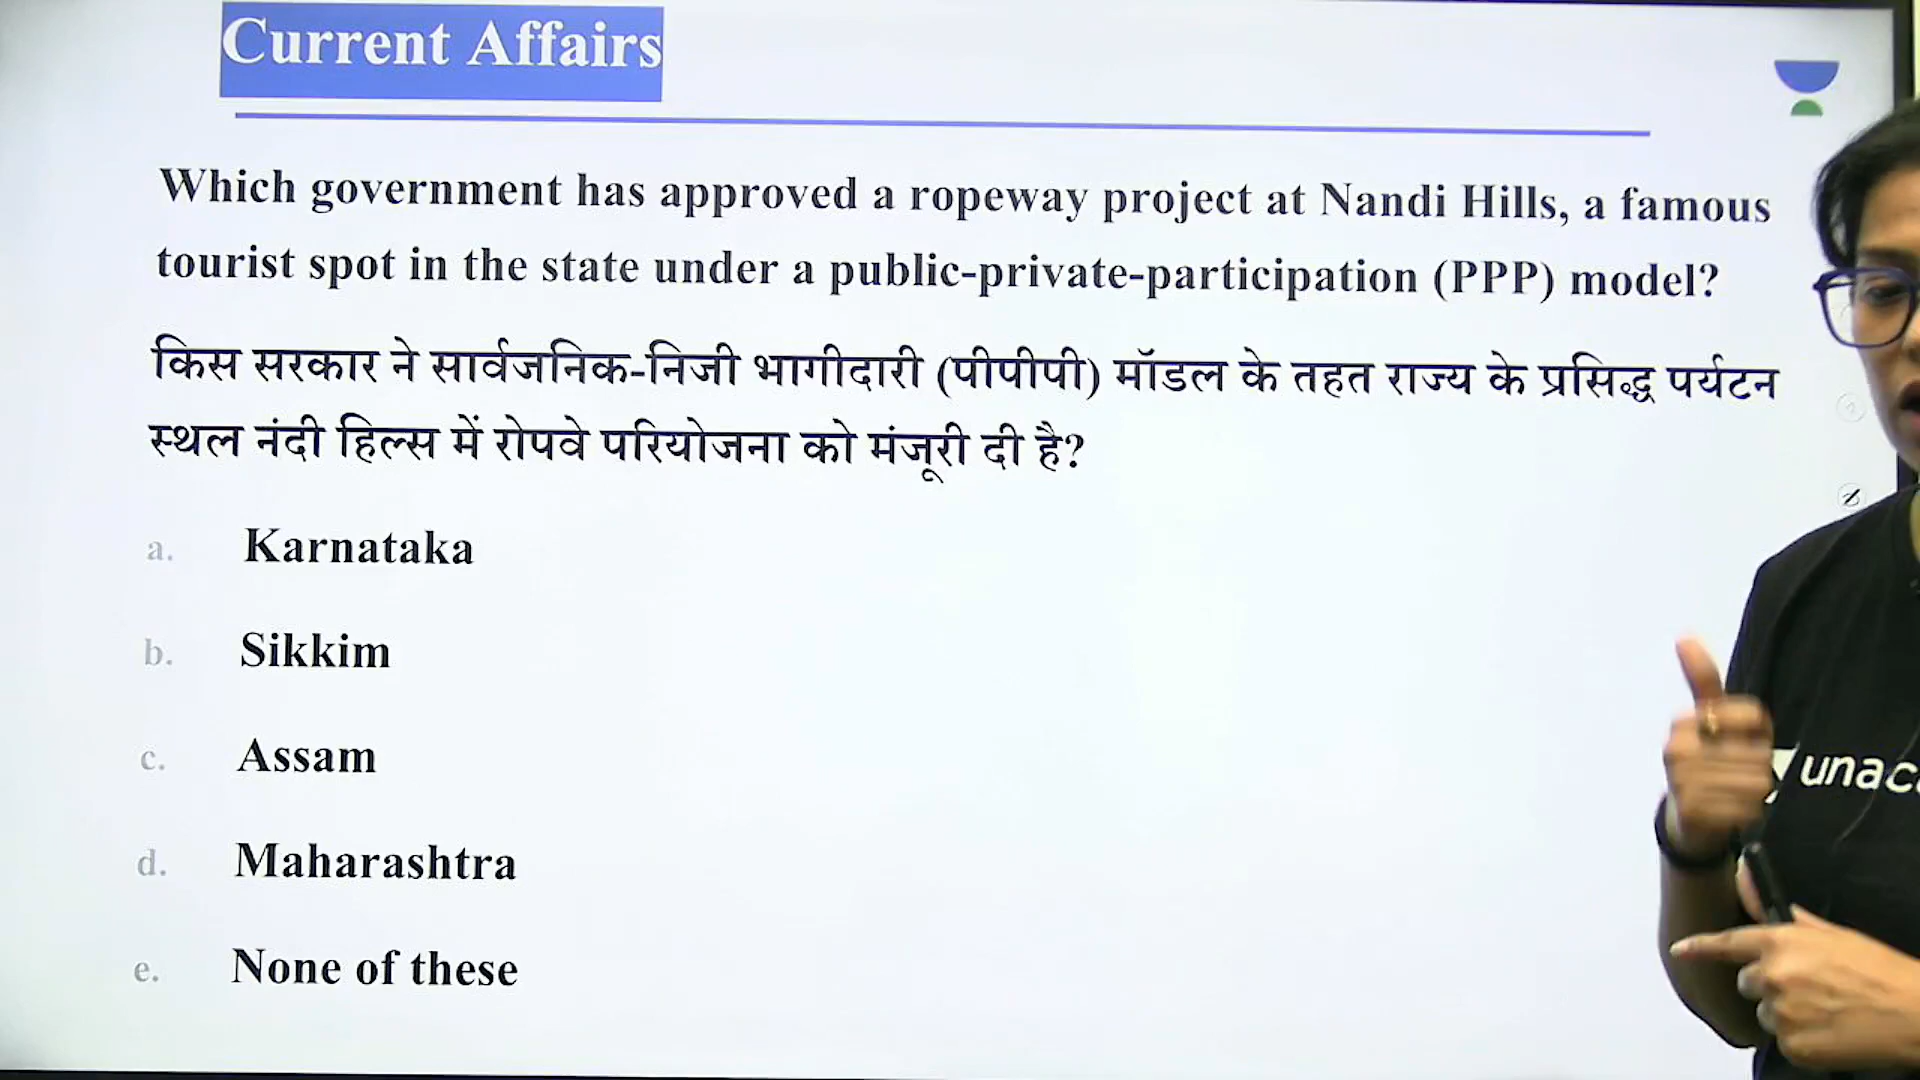 Current Affairs
Which government has approved a ropeway project at Nandi Hills, a famous
tourist spot in the state under a public-private-participation (PPP) model?
किस सरकार ने सार्वजनिक-निजी भागीदारी (पीपीपी) मॉडल के तहत राज्य के प्रसिद्ध पर्यटन
स्थल नंदी हिल्स में रोपवे परियोजना को मंजूरी दी है?
a. Karnataka
b. Sikkim
c. Assam
d. Maharashtra
e. None of these
unac